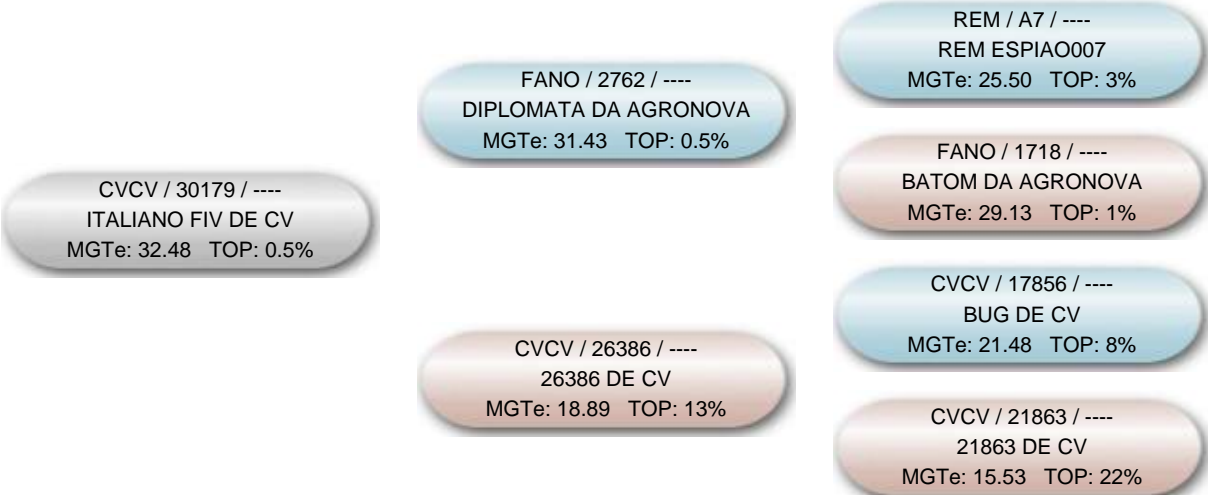 CVCV / 30179 / ----
ITALIANO FIV DE CV
MGTe: 32.48 TOP: 0.5%
FANO / 2762 / ----
DIPLOMATA DA AGRONOVA
MGTe: 31.43 TOP: 0.5%
CVCV / 26386 / ----
26386 DE CV
MGTe: 18.89 TOP: 13%
REM / A7 / ----
REM ESPIAO007
MGTe: 25.50 TOP: 3%
FANO / 1718 / ----
BATOM DA AGRONOVA
MGTe: 29.13 TOP: 1%
CVCV / 17856 / ----
BUG DE CV
MGTe: 21.48 TOP: 8%
CVCV / 21863 / ----
21863 DE CV
MGTe: 15.53 TOP: 22%